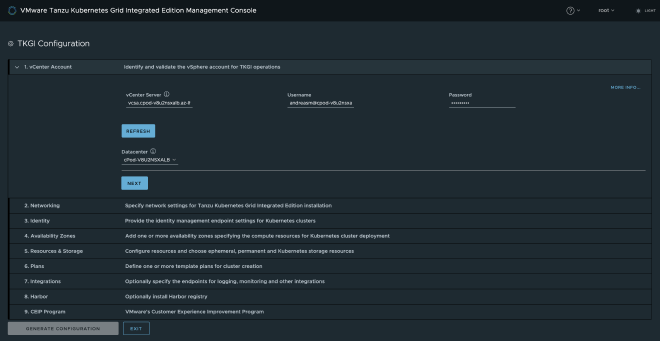 VMware Tanzu Kubernetes Grid Integrated Edition Management Console
root
LIGHT
TKGI Configuration
1. vCenter Account Identify and validate the vSphere account for TKGI operations
MORE INFO...
vCenter Server Username Password
vcsa.cpod-v8u2nsxalb.az-f andreasm@cpod-v8u2nsxa •••••••••
REFRESH
Datacenter
cPod-V8U2NSXALB
NEXT
2. Networking Specify network settings for Tanzu Kubernetes Grid Integrated Edition installation
3. Identity Provide the identity management endpoint settings for Kubernetes clusters
4. Availability Zones Add one or more availability zones specifying the compute resources for Kubernetes cluster deployment
5. Resources & Storage Configure resources and choose ephemeral, permanent and Kubernetes storage resources
6. Plans Define one or more template plans for cluster creation
7. Integrations Optionally specify the endpoints for logging, monitoring and other integrations
8. Harbor Optionally install Harbor registry
9. CEIP Program VMware's Customer Experience Improvement Program
GENERATE CONFIGURATION EXIT